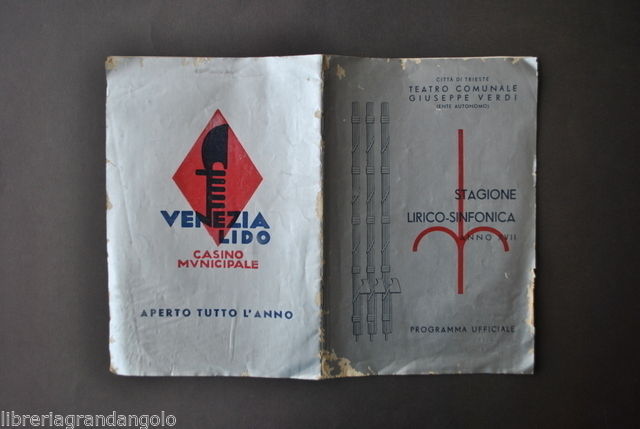 VENEZIA
LIDO
CASINO
MVNICIPALE
APERTO TUTTO L'ANNO
CITTÀ DI TRIESTE
TEATRO COMUNALE
GIUSEPPE VERDI
(ENTE AUTONOMO)
STAGIONE
LIRICO-SINFONICA
ANNO XVII
PROGRAMMA UFFICIALE
libreriagrandangolo